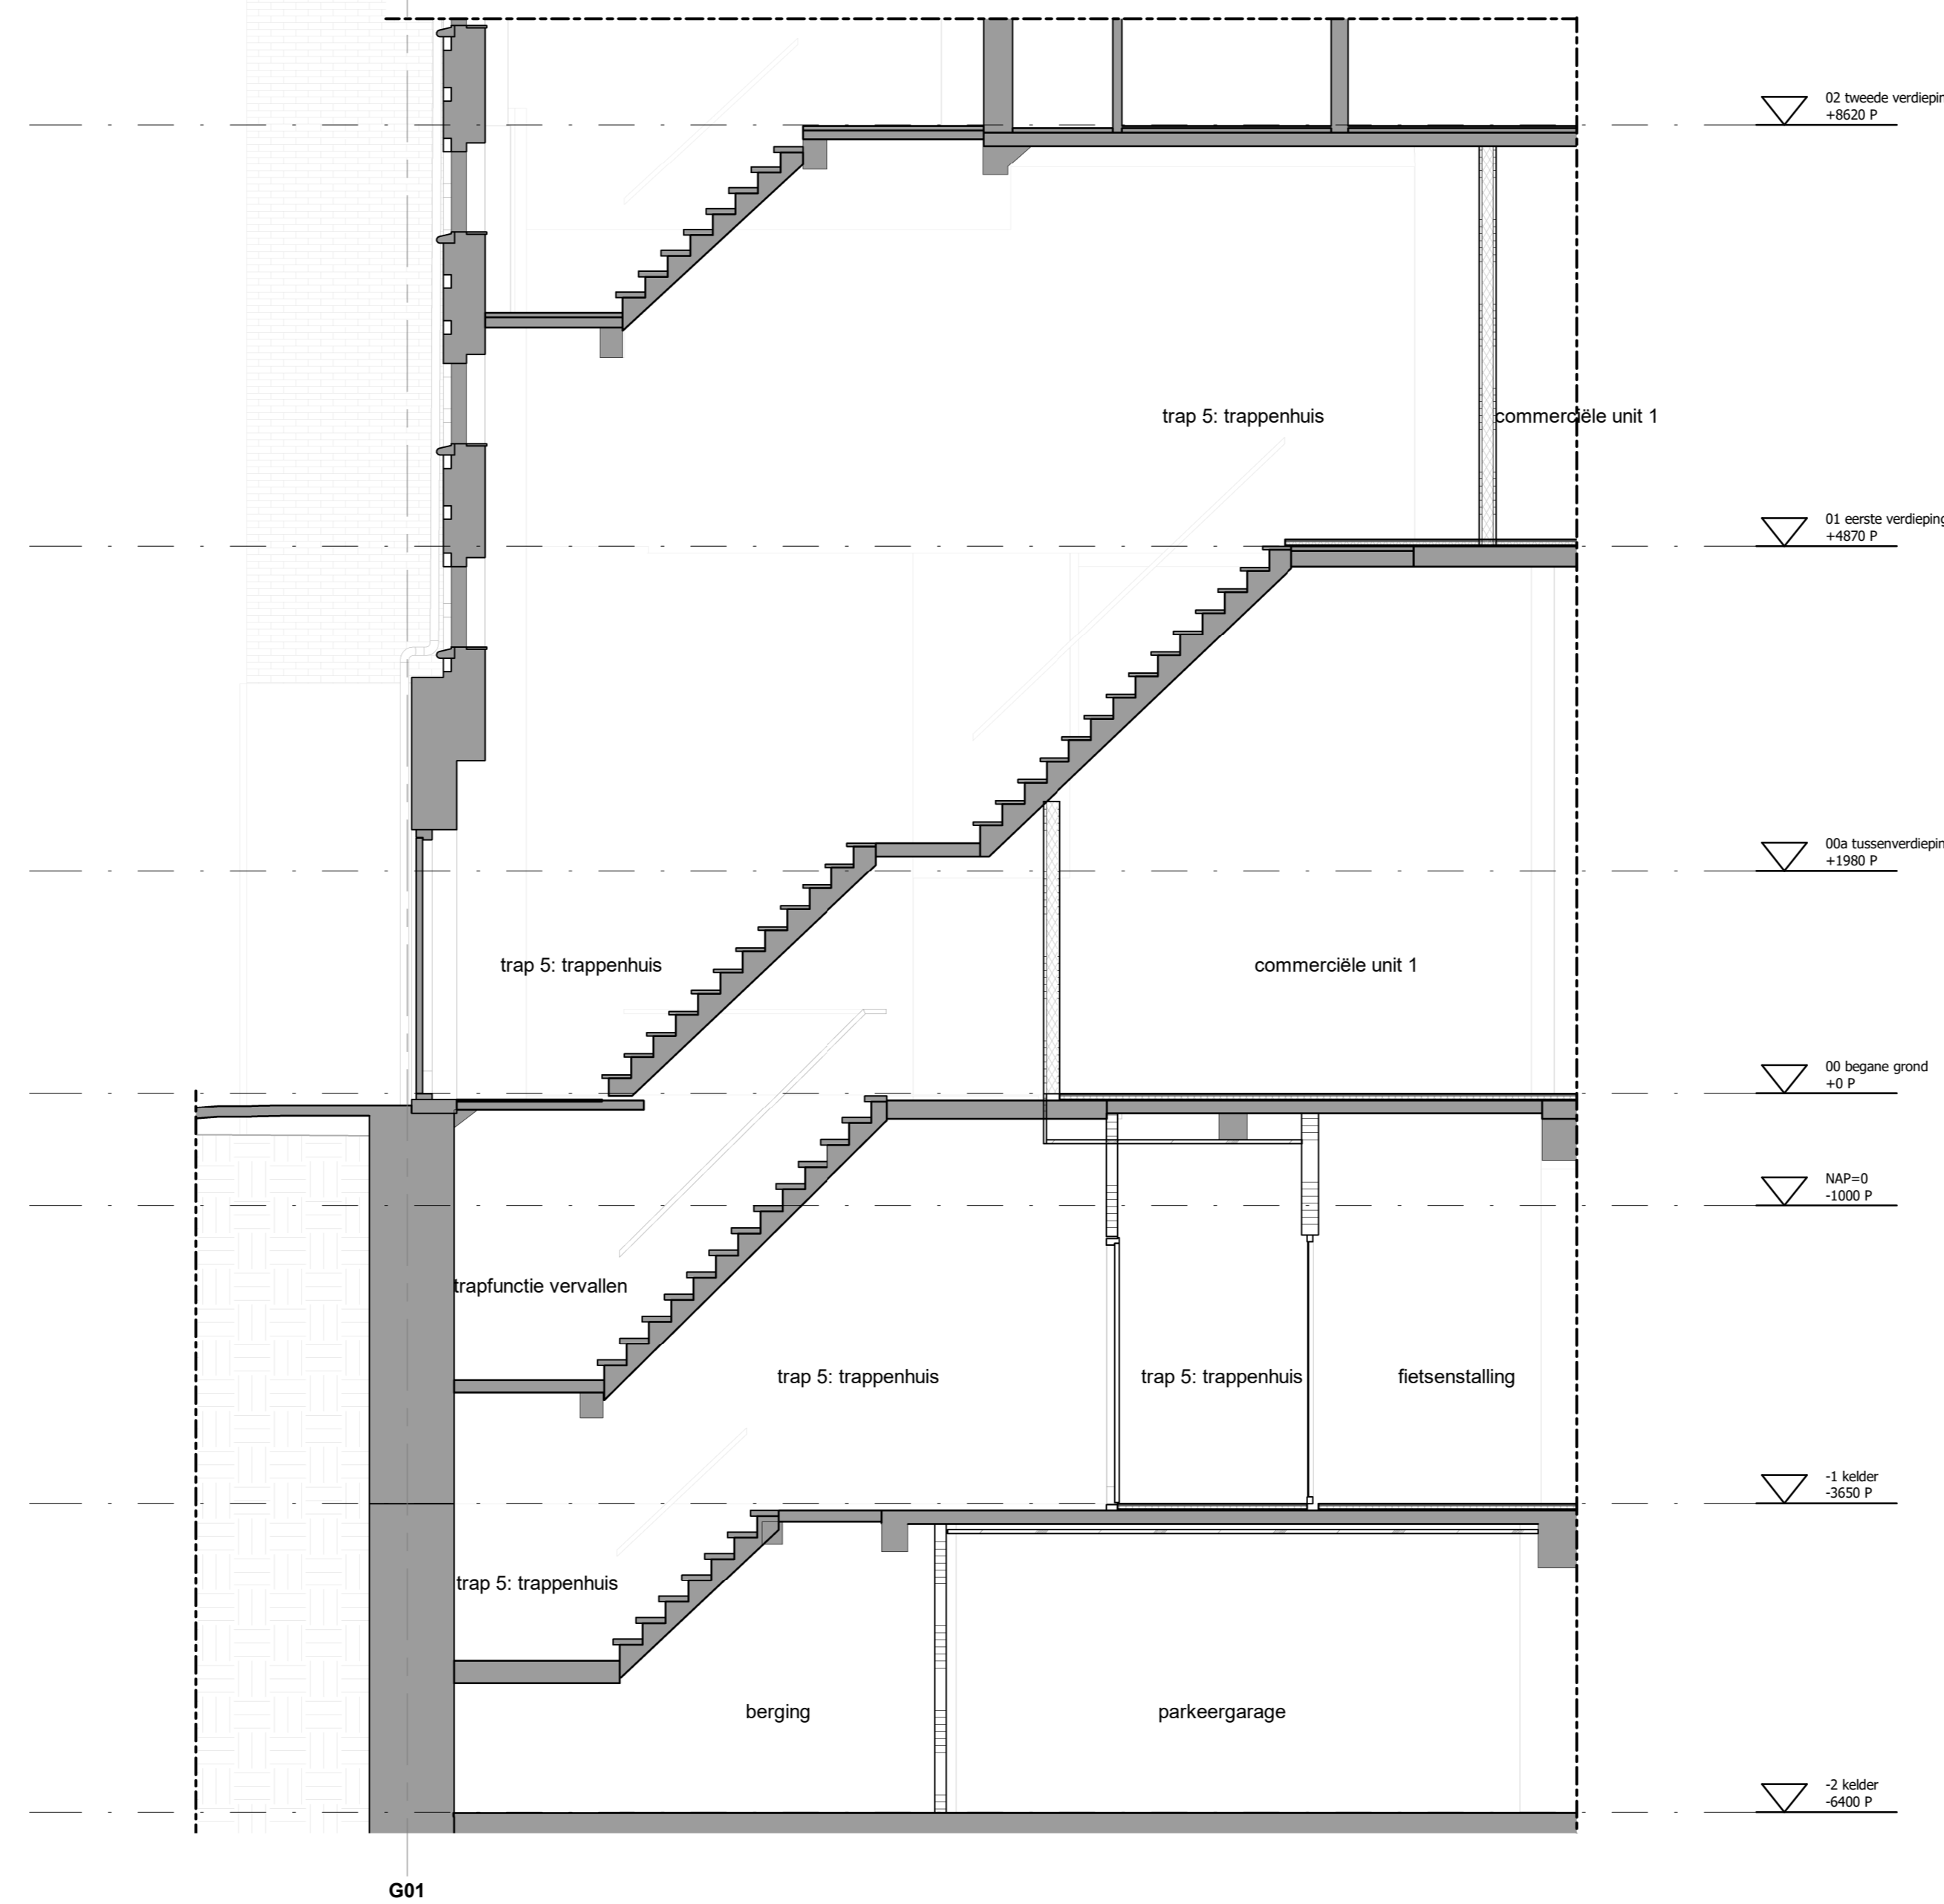 02 tweede verdiepin
+8620 P
trap 5: trappenhuis
commerciële unit 1
01 eerste verdieping
+4870 P
00a tussenverdiepin
+1980 P
trap 5: trappenhuis
commerciële unit 1
00 begane grond
+0 P
NAP=0
-1000 P
trapfunctie vervallen
trap 5: trappenhuis
trap 5: trappenhuis
fietsenstalling
-1 kelder
-3650 P
trap 5: trappenhuis
berging
parkeergarage
-2 kelder
-6400 P
G01